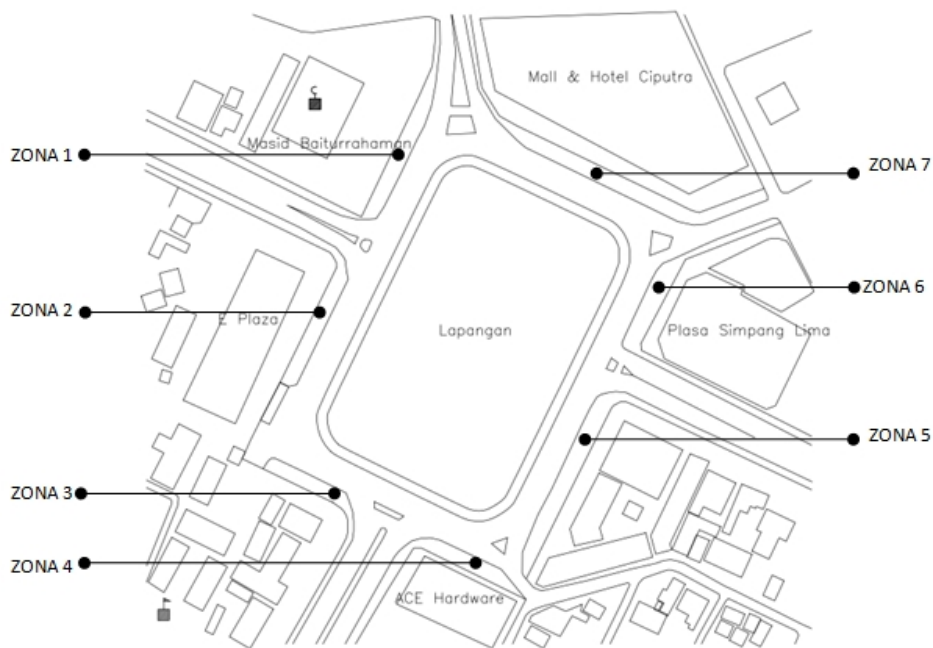 Mall & Hotel Ciputra
Masid Baiturrahaman
ZONA 1
ZONA 7
ZONA 6
ZONA 2
E Plaza
Lapangan
Plasa Simpang Lima
ZONA 5
ZONA 3
ZONA 4
ACE Hardware